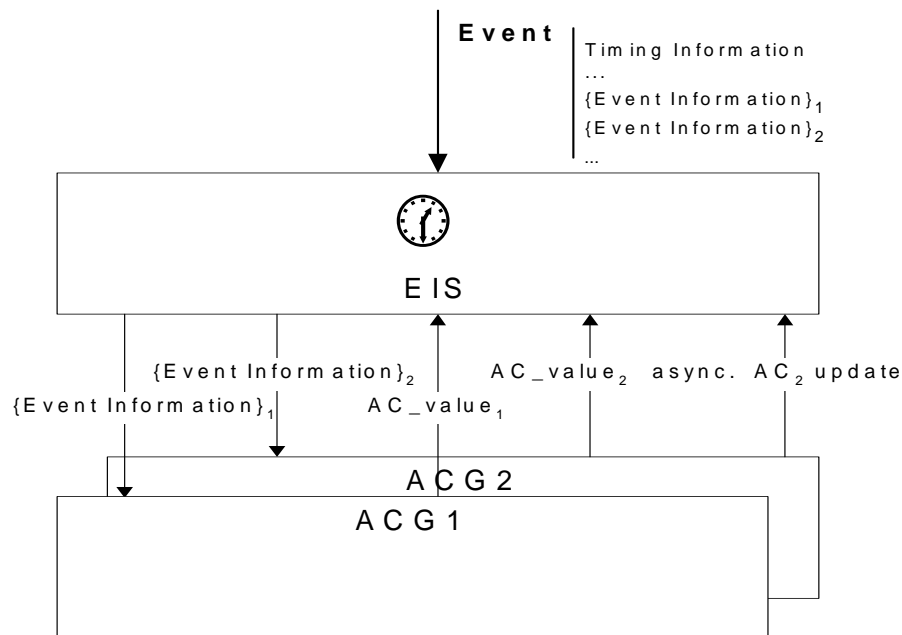 Event
Timing Information
...
{Event Information}1
{Event Information}2
...
EIS
{Event Information}2
AC_value2 async. AC2 update
{Event Information}1
AC_value1
ACG2
ACG1